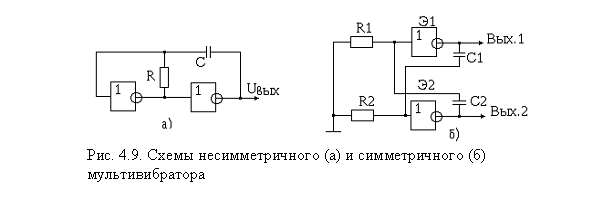 R1
Э1
1
Вых.1
C1
C
R
1
1
Uвых
а)
R2
Э2
1
C2
Вых.2
б)
Рис. 4.9. Схемы несимметричного (а) и симметричного (б)
мультивибратора